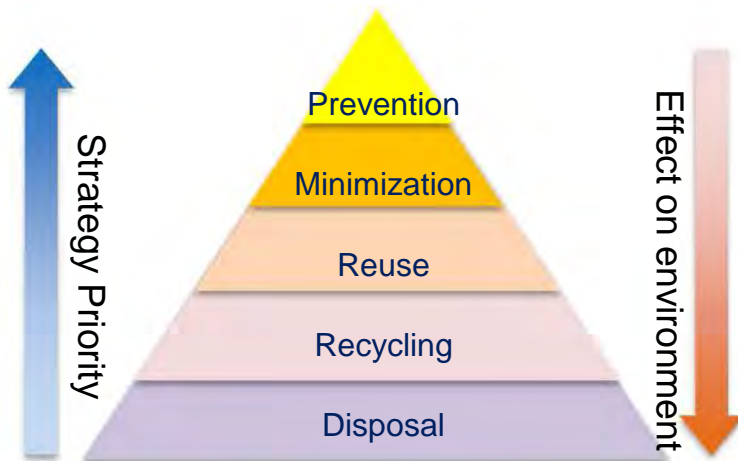 Strategy Priority
Prevention
Minimization
Reuse
Recycling
Disposal
Effect on environment